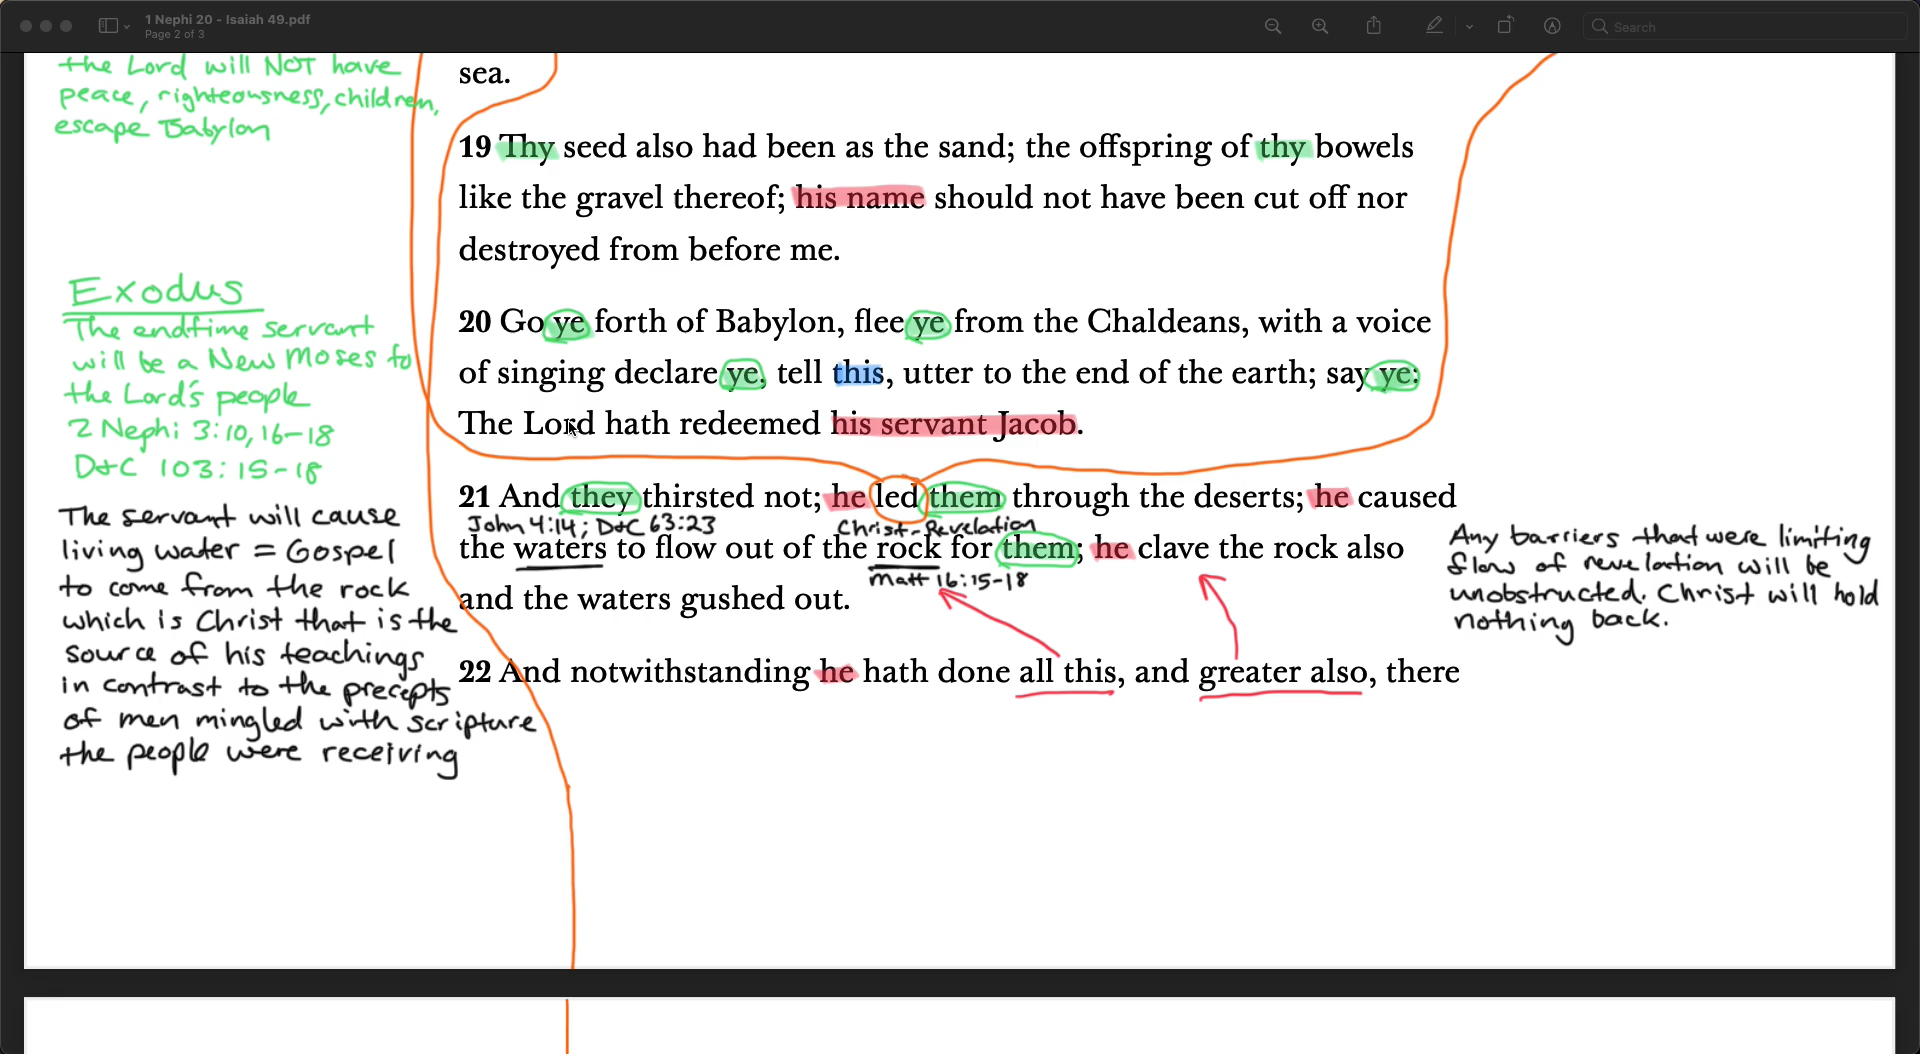 1 Nephi 20 - Isaiah 49.pdf
Page 2 of 3
Search
the Lord will NOT have
peace, righteousness, children,
escape Babylon
sea.
19 Thy seed also had been as the sand; the offspring of thy bowels
like the gravel thereof; his name should not have been cut off nor
destroyed from before me.
Exodus
The endtime servant
will be a New Moses to
the Lord's people
2 Nephi 3:10, 16-18
D+C 103:15-18
20 Go ye forth of Babylon, flee ye from the Chaldeans, with a voice
of singing declare ye, tell this, utter to the end of the earth; say ye:
The Lord hath redeemed his servant Jacob.
21 And they thirsted not; he led them through the deserts; he caused
John 4:14; D+C 63:23
Christ-Revelation
the waters to flow out of the rock for them; he clave the rock also
Matt 16:15-18
and the waters gushed out.
The servant will cause
living water = Gospel
to come from the rock
which is Christ that is the
source of his teachings
in contrast to the precepts
of men mingled with scripture
the people were receiving
Any barriers that were limiting
flow of revelation will be
unobstructed. Christ will hold
nothing back.
22 And notwithstanding he hath done all this, and greater also, there